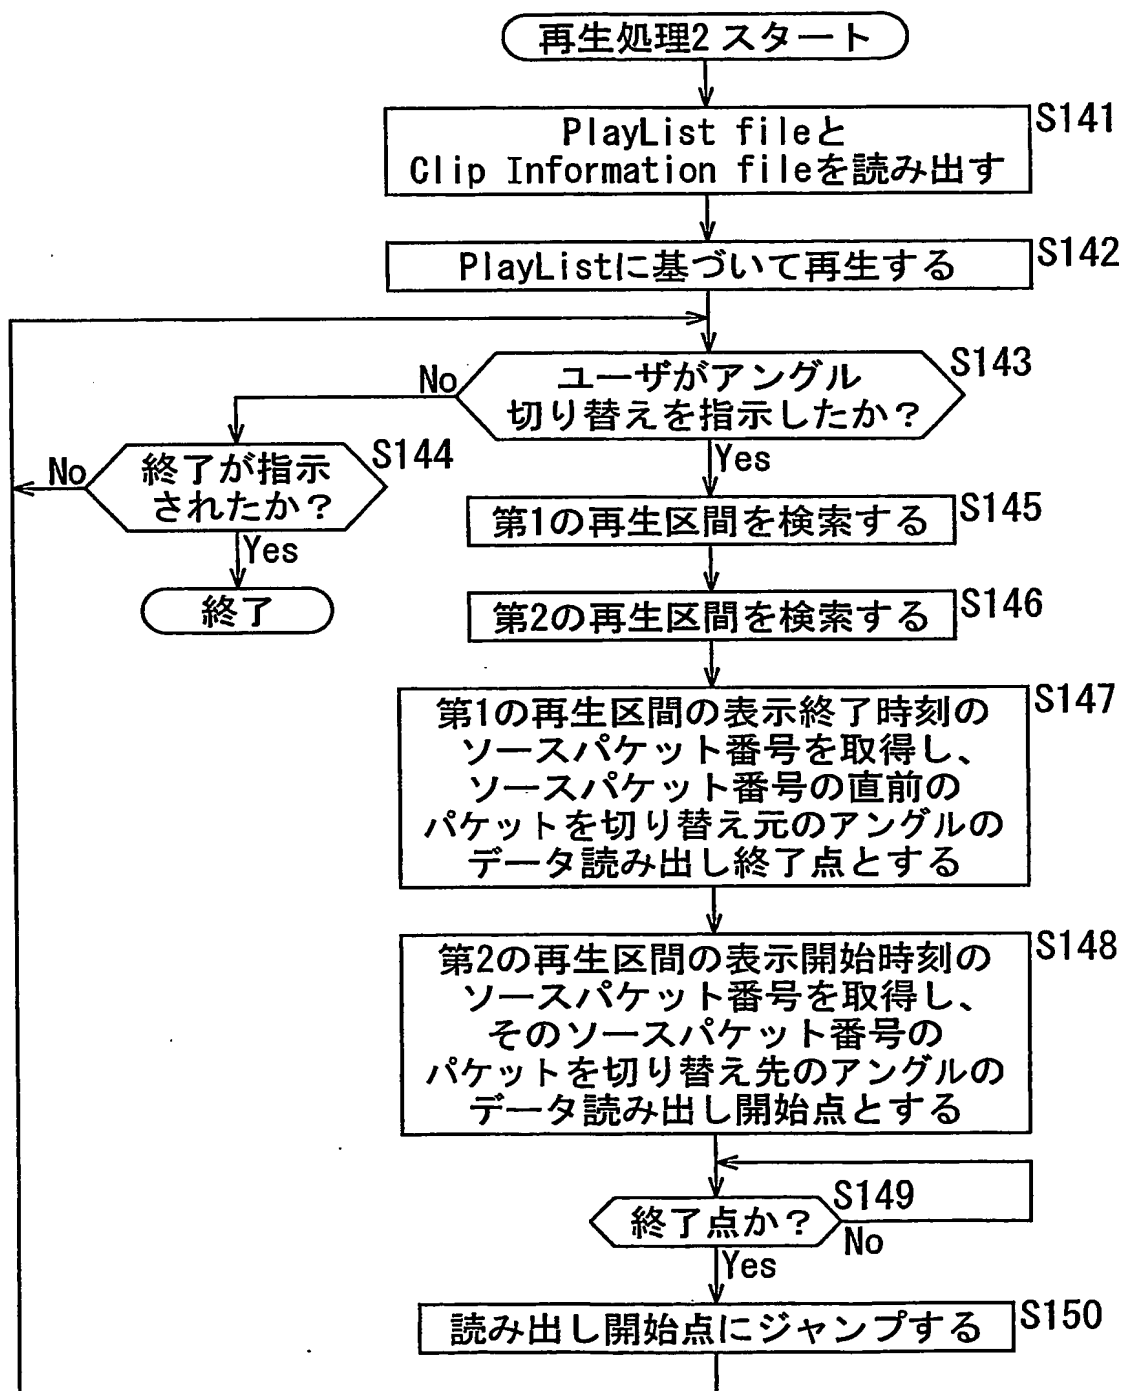 再生処理2 スタート
S141
PlayList fileと
Clip Information fileを読み出す
S142
PlayListに基づいて再生する
S143
ユーザがアングル
切り替えを指示したか?
No
Yes
S144
終了が指示
されたか?
No
Yes
終了
S145
第1の再生区間を検索する
S146
第2の再生区間を検索する
S147
第1の再生区間の表示終了時刻の
ソースパケット番号を取得し、
ソースパケット番号の直前の
パケットを切り替え元のアングルの
データ読み出し終了点とする
S148
第2の再生区間の表示開始時刻の
ソースパケット番号を取得し、
そのソースパケット番号の
パケットを切り替え先のアングルの
データ読み出し開始点とする
S149
終了点か?
No
Yes
S150
読み出し開始点にジャンプする